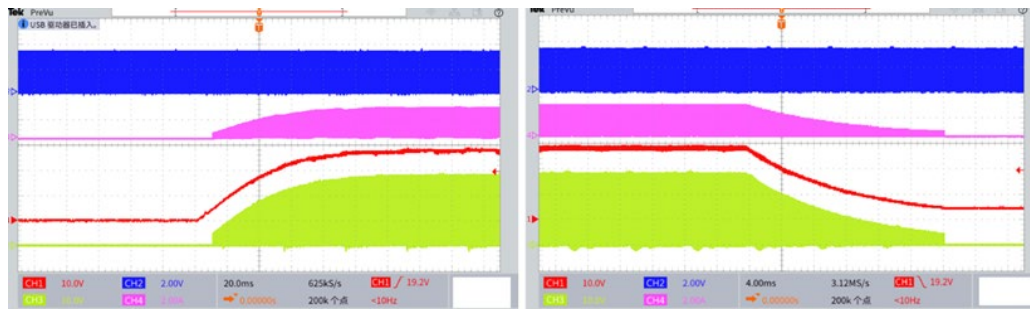 Tek PreVu
USB 驱动器已插入。
CH1 10.0V CH2 2.00V 20.0ms 625kS/s CH1 19.2V
CH3 10.0V CH4 2.00A 0.00000s 200k 个点 <10Hz
Tek PreVu
CH1 10.0V CH2 2.00V 4.00ms 3.12MS/s CH1 19.2V
CH3 10.0V CH4 2.00A 0.00000s 200k 个点 <10Hz